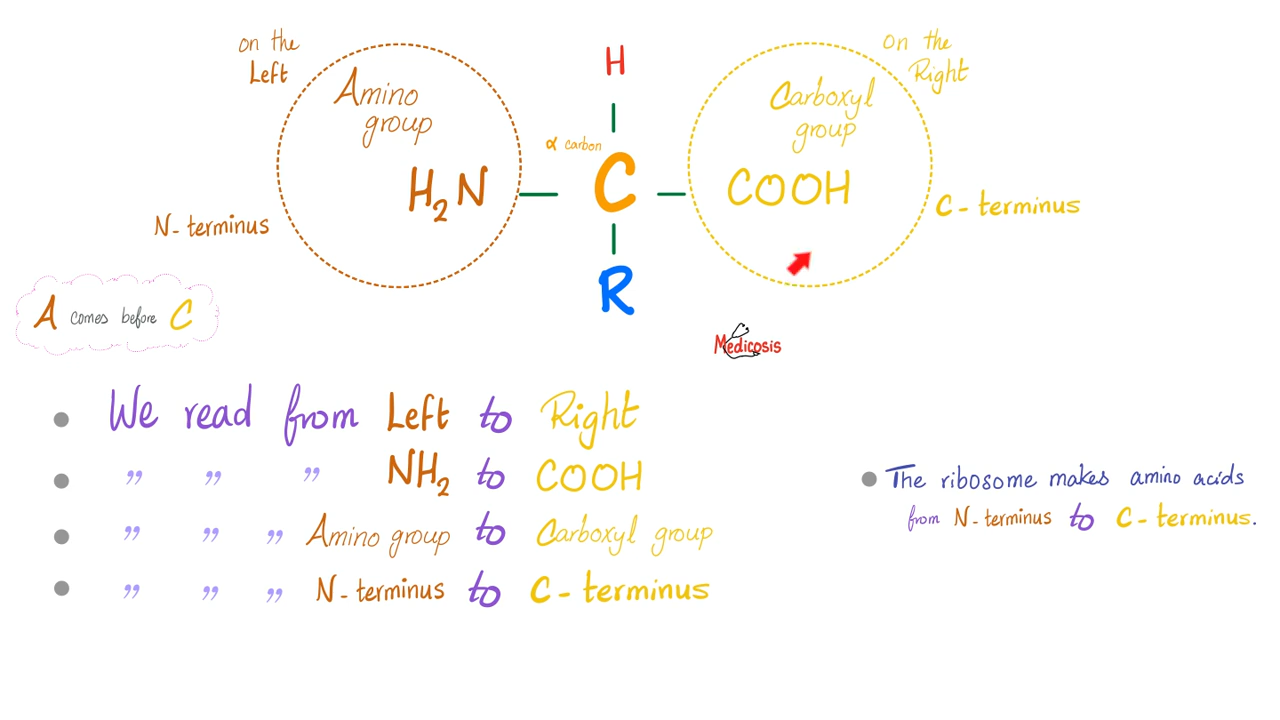 on the
Left
Amino
group
H₂N
N-terminus
H
α carbon
C
R
on the
Right
Carboxyl
group
COOH
C-terminus
A comes before C
Medicosis
• We read from Left to Right
• " " " NH₂ to COOH
• " " " Amino group to Carboxyl group
• " " " N-terminus to C-terminus
• The ribosome makes amino acids
from N-terminus to C-terminus.